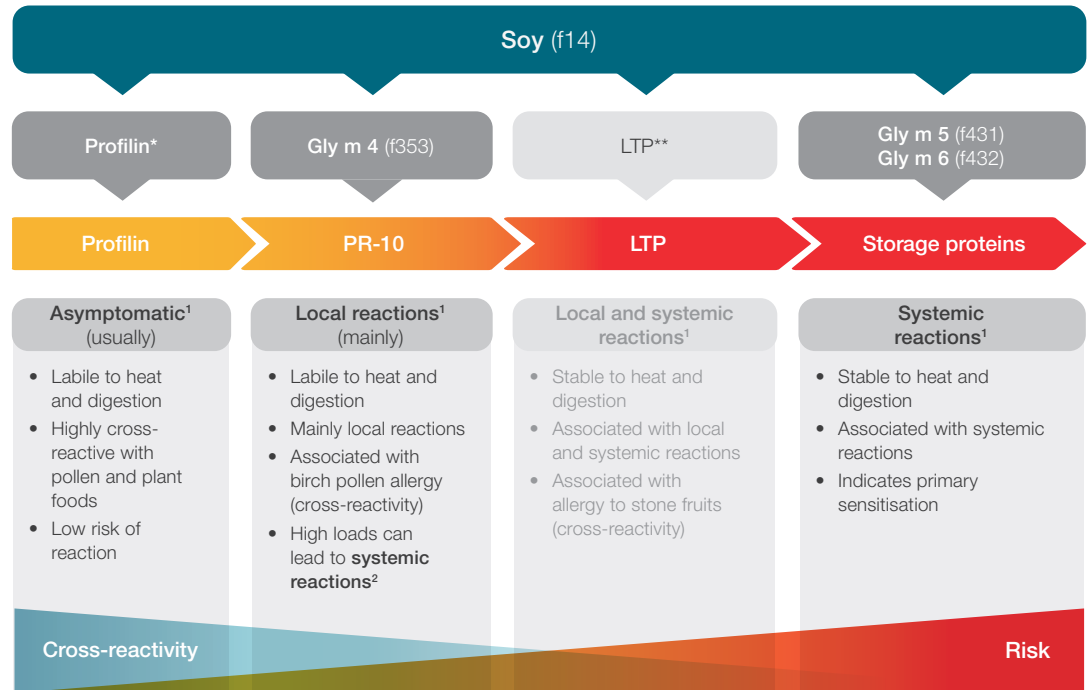 Soy (f14)
Profilin*
Gly m 4 (f353)
LTP**
Gly m 5 (f431)
Gly m 6 (f432)
Profilin
PR-10
LTP
Storage proteins
Asymptomatic¹
(usually)
• Labile to heat
and digestion
• Highly cross-
reactive with
pollen and plant
foods
• Low risk of
reaction
Local reactions¹
(mainly)
• Labile to heat and
digestion
• Mainly local reactions
• Associated with
birch pollen allergy
(cross-reactivity)
• High loads can
lead to systemic
reactions²
Local and systemic
reactions¹
• Stable to heat and
digestion
• Associated with local
and systemic reactions
• Associated with
allergy to stone fruits
(cross-reactivity)
Systemic
reactions¹
• Stable to heat and
digestion
• Associated with systemic
reactions
• Indicates primary
sensitisation
Cross-reactivity
Risk